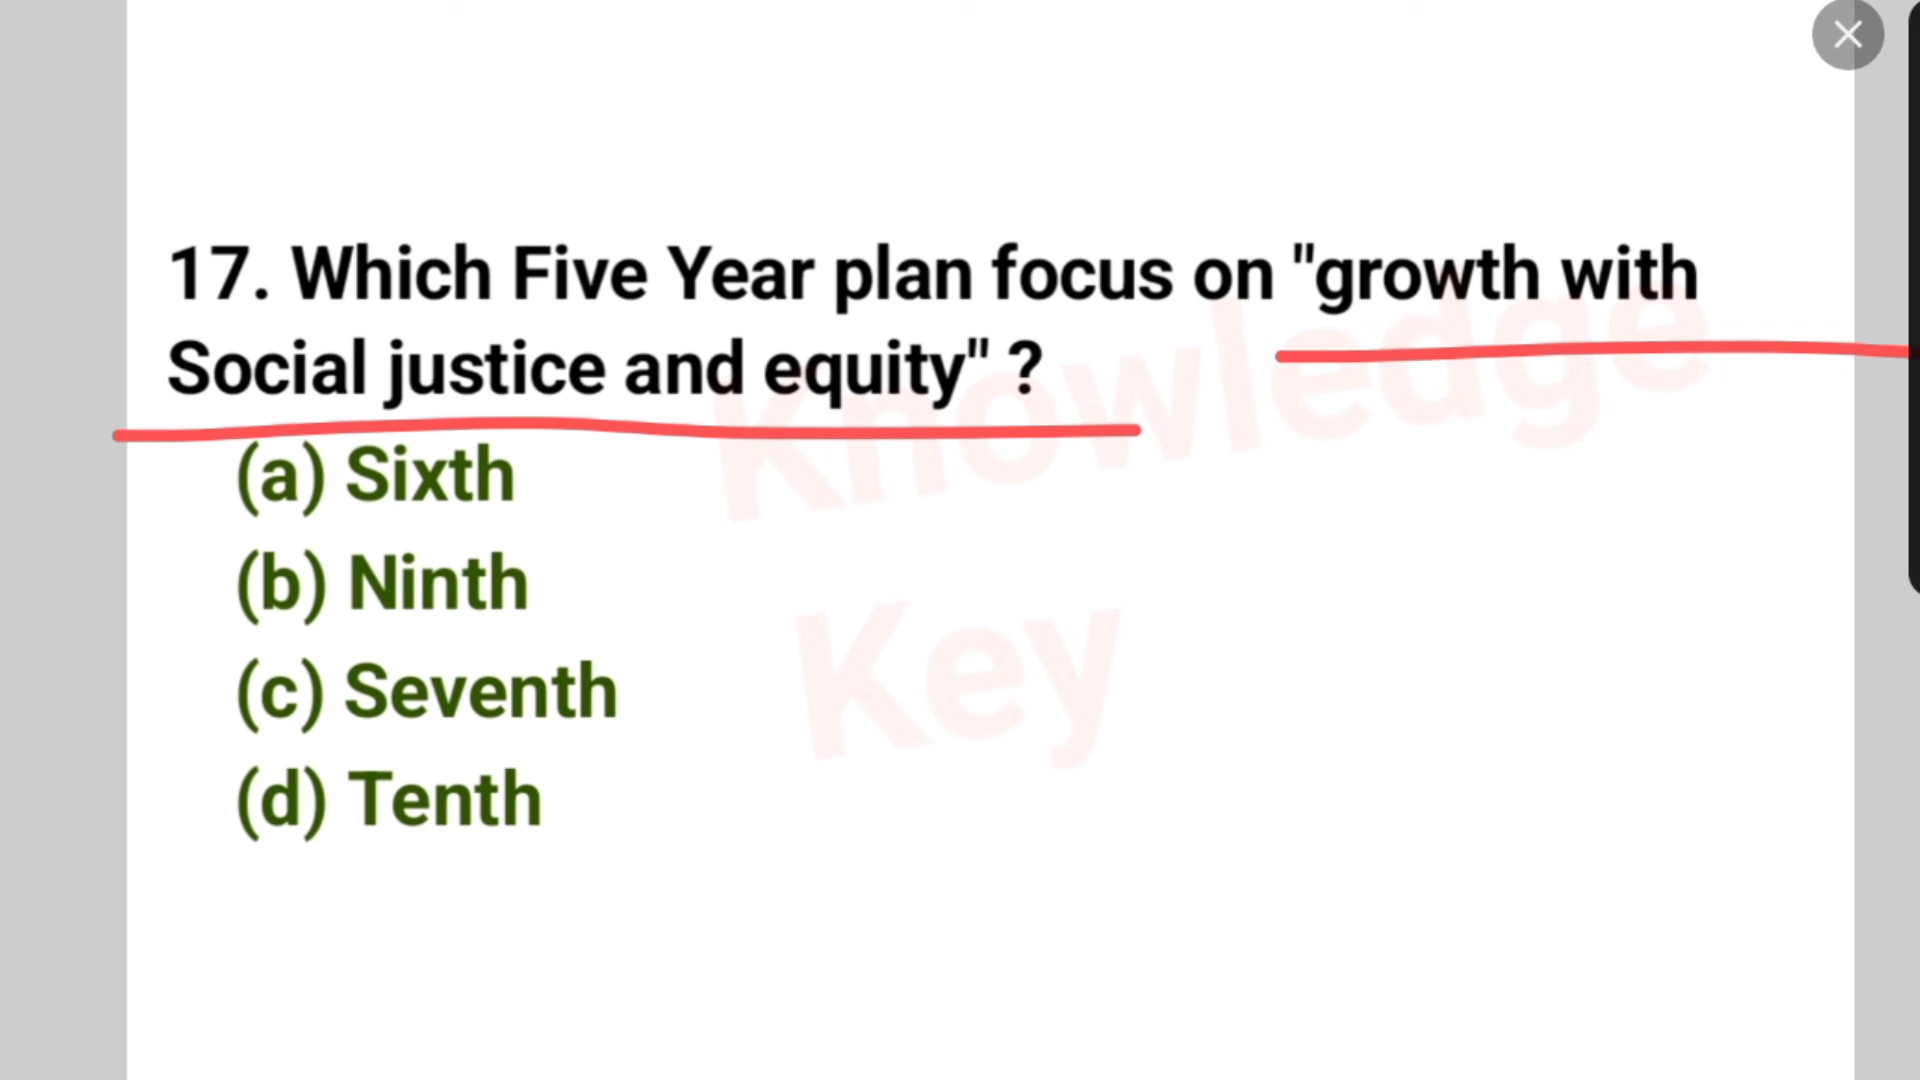 17. Which Five Year plan focus on "growth with
Social justice and equity" ?
(a) Sixth
(b) Ninth
(c) Seventh
(d) Tenth
Knowledge
Key